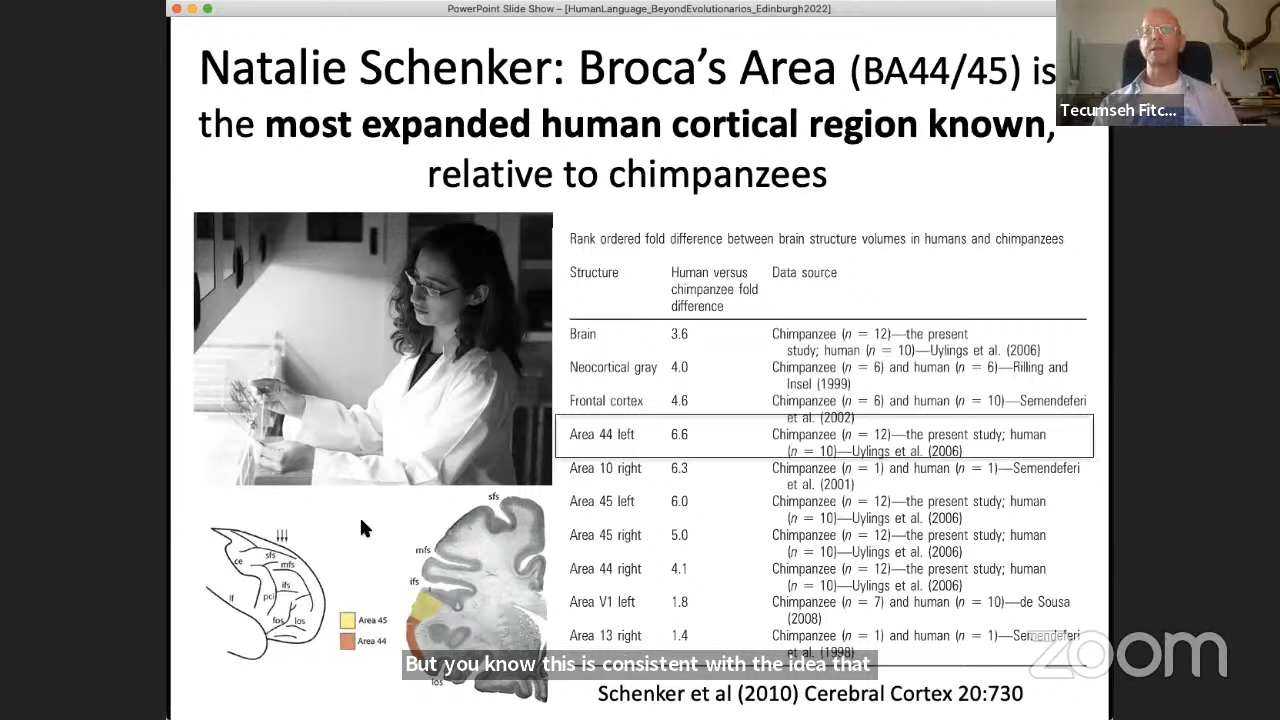 PowerPoint Slide Show – [HumanLanguage_BeyondEvolutionarios_Edinburgh2022]
Natalie Schenker: Broca's Area (BA44/45) is
the most expanded human cortical region known,
relative to chimpanzees
Tecumseh Fitc...
Rank ordered fold difference between brain structure volumes in humans and chimpanzees
Structure Human versus chimpanzee fold difference Data source
Brain 3.6 Chimpanzee (n = 12)—the present
study; human (n = 10)—Uylings et al. (2006)
Neocortical gray 4.0 Chimpanzee (n = 6) and human (n = 6)—Rilling and
Insel (1999)
Frontal cortex 4.6 Chimpanzee (n = 6) and human (n = 10)—Semendeferi
et al. (2002)
Area 44 left 6.6 Chimpanzee (n = 12)—the present study; human
(n = 10)—Uylings et al. (2006)
Area 10 right 6.3 Chimpanzee (n = 1) and human (n = 1)—Semendeferi
et al. (2001)
Area 45 left 6.0 Chimpanzee (n = 12)—the present study; human
(n = 10)—Uylings et al. (2006)
Area 45 right 5.0 Chimpanzee (n = 12)—the present study; human
(n = 10)—Uylings et al. (2006)
Area 44 right 4.1 Chimpanzee (n = 12)—the present study; human
(n = 10)—Uylings et al. (2006)
Area V1 left 1.8 Chimpanzee (n = 7) and human (n = 10)—de Sousa
(2008)
Area 13 right 1.4 Chimpanzee (n = 1) and human (n = 1)—Semendeferi
et al. (1998)
sfs
mfs
ifs
los
ce
sfs
mfs
ifs
pci
lf
fos
los
Area 45
Area 44
But you know this is consistent with the idea that
Schenker et al (2010) Cerebral Cortex 20:730
zoom